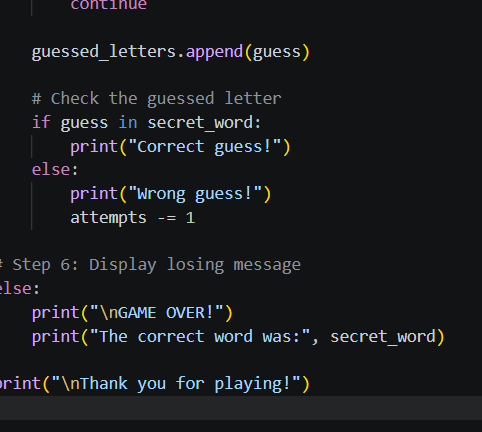 continue
guessed_letters.append(guess)
# Check the guessed letter
if guess in secret_word:
print("Correct guess!")
else:
print("Wrong guess!")
attempts -= 1
# Step 6: Display losing message
else:
print("\nGAME OVER!")
print("The correct word was:", secret_word)
print("\nThank you for playing!")